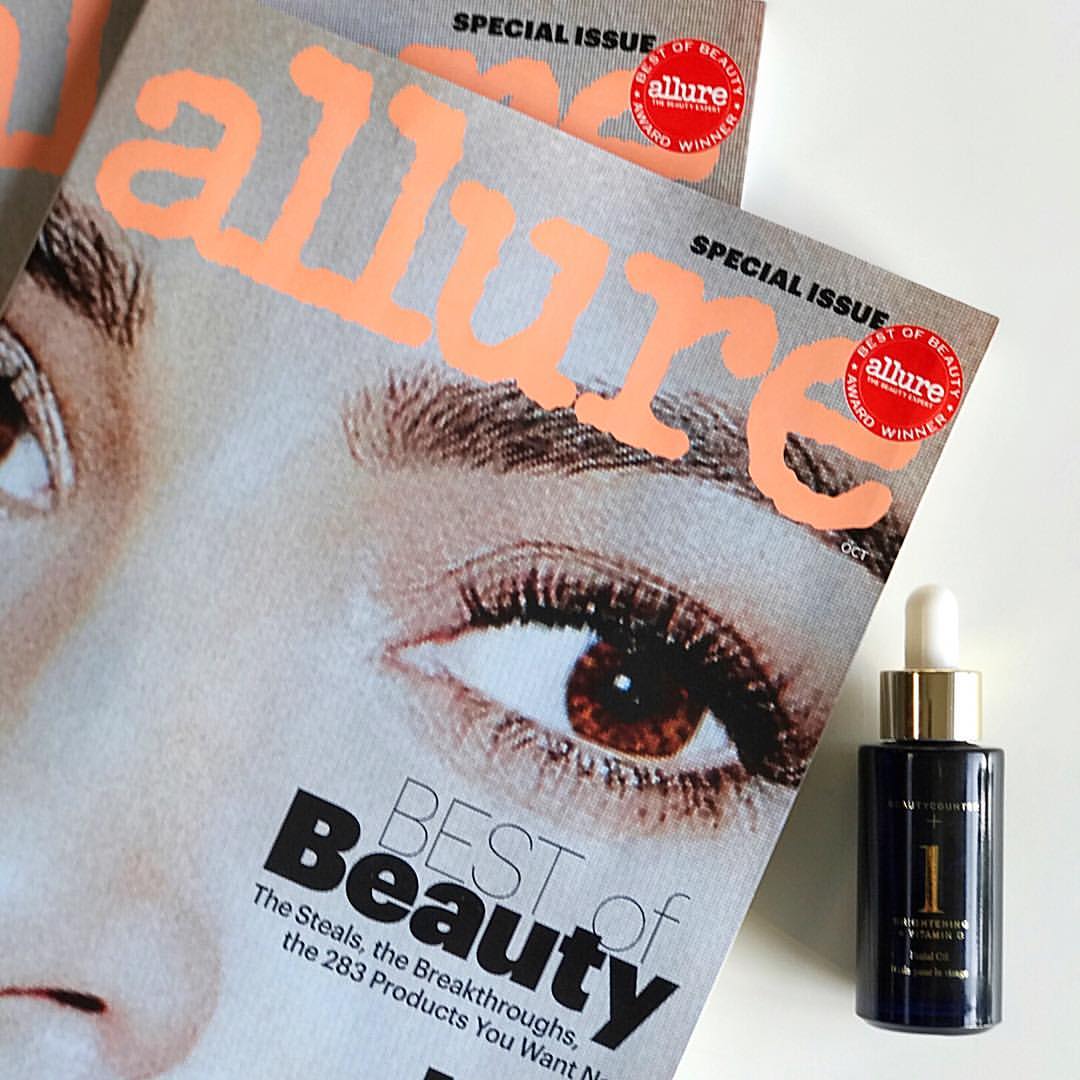 SPECIAL ISSUE
BEST OF BEAUTY
allure
THE BEAUTY EXPERT
AWARD WINNER
allure
SPECIAL ISSUE
BEST OF BEAUTY
allure
THE BEAUTY EXPERT
AWARD WINNER
OCT
BEST of
Beauty
The Steals, the Breakthroughs,
the 283 Products You Want
BEAUTYCOUNTER
+
1
BRIGHTENING
Facial Oil